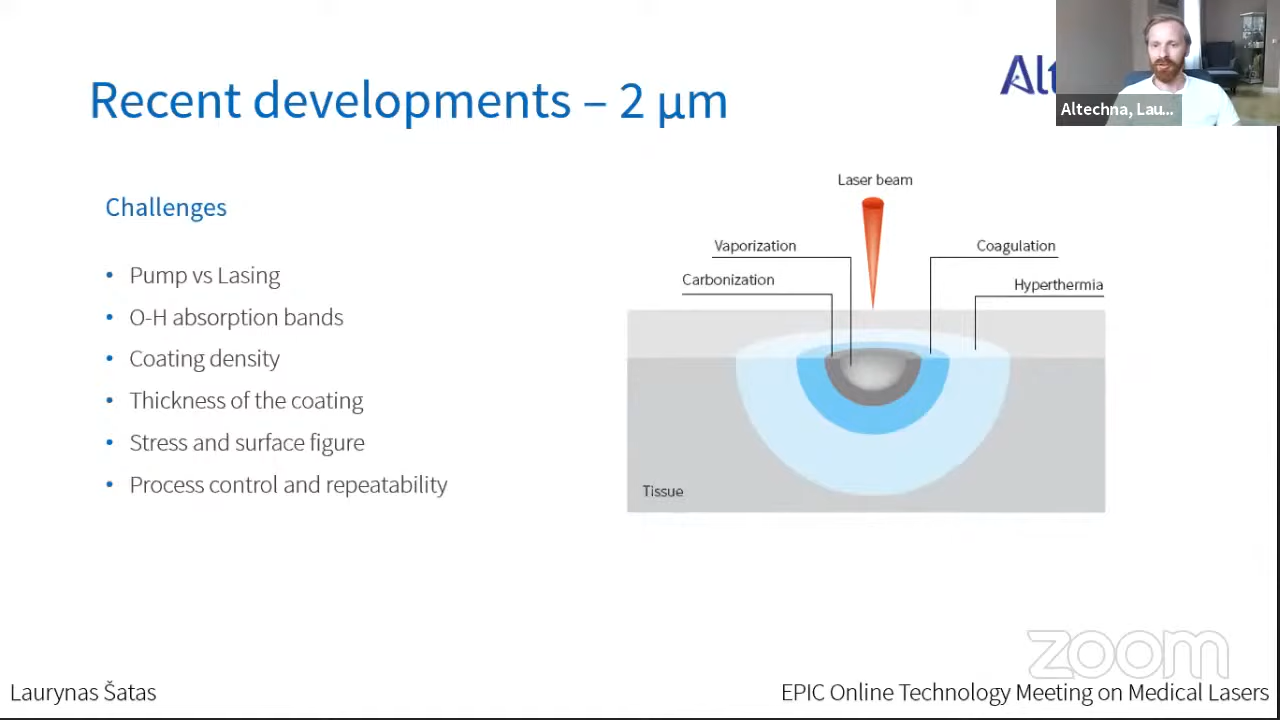 Recent developments – 2 µm
Alt
Altechna, Lau...
Challenges
• Pump vs Lasing
• O-H absorption bands
• Coating density
• Thickness of the coating
• Stress and surface figure
• Process control and repeatability
Laser beam
Vaporization
Coagulation
Carbonization
Hyperthermia
Tissue
zoom
Laurynas Šatas
EPIC Online Technology Meeting on Medical Lasers